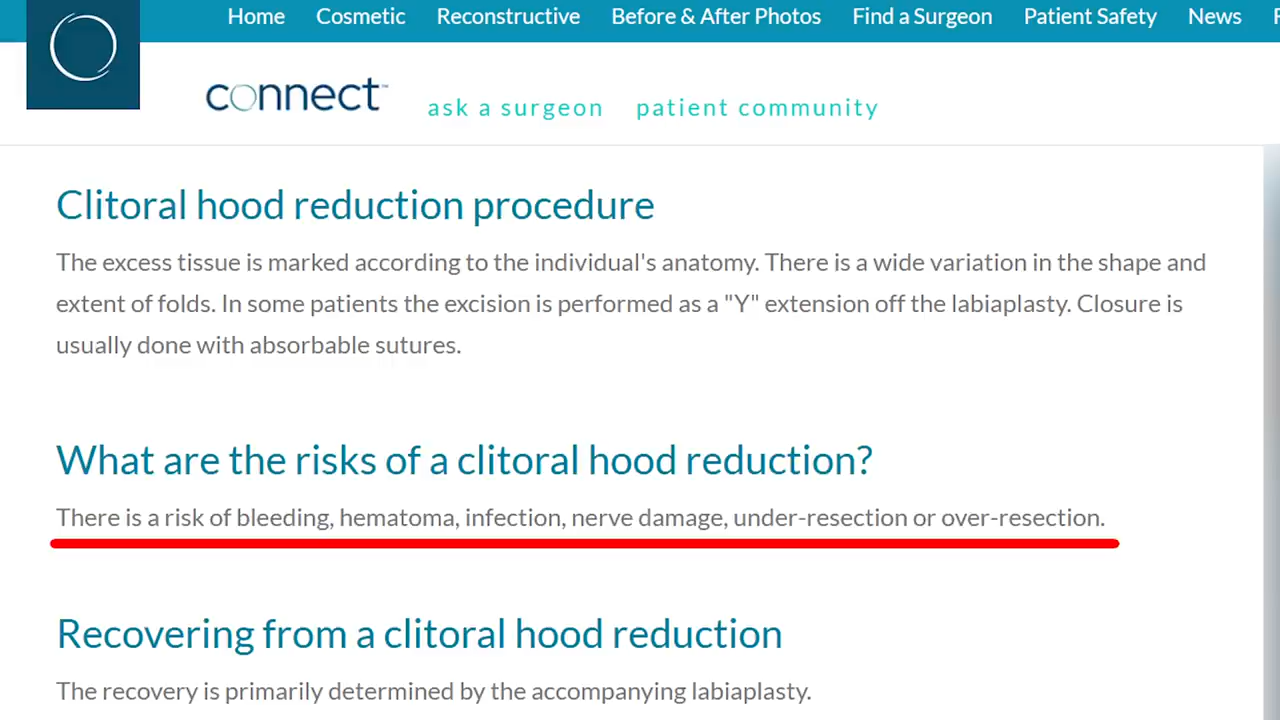 Home Cosmetic Reconstructive Before & After Photos Find a Surgeon Patient Safety News
connect™ ask a surgeon patient community
Clitoral hood reduction procedure
The excess tissue is marked according to the individual's anatomy. There is a wide variation in the shape and
extent of folds. In some patients the excision is performed as a "Y" extension off the labiaplasty. Closure is
usually done with absorbable sutures.
What are the risks of a clitoral hood reduction?
There is a risk of bleeding, hematoma, infection, nerve damage, under-resection or over-resection.
Recovering from a clitoral hood reduction
The recovery is primarily determined by the accompanying labiaplasty.